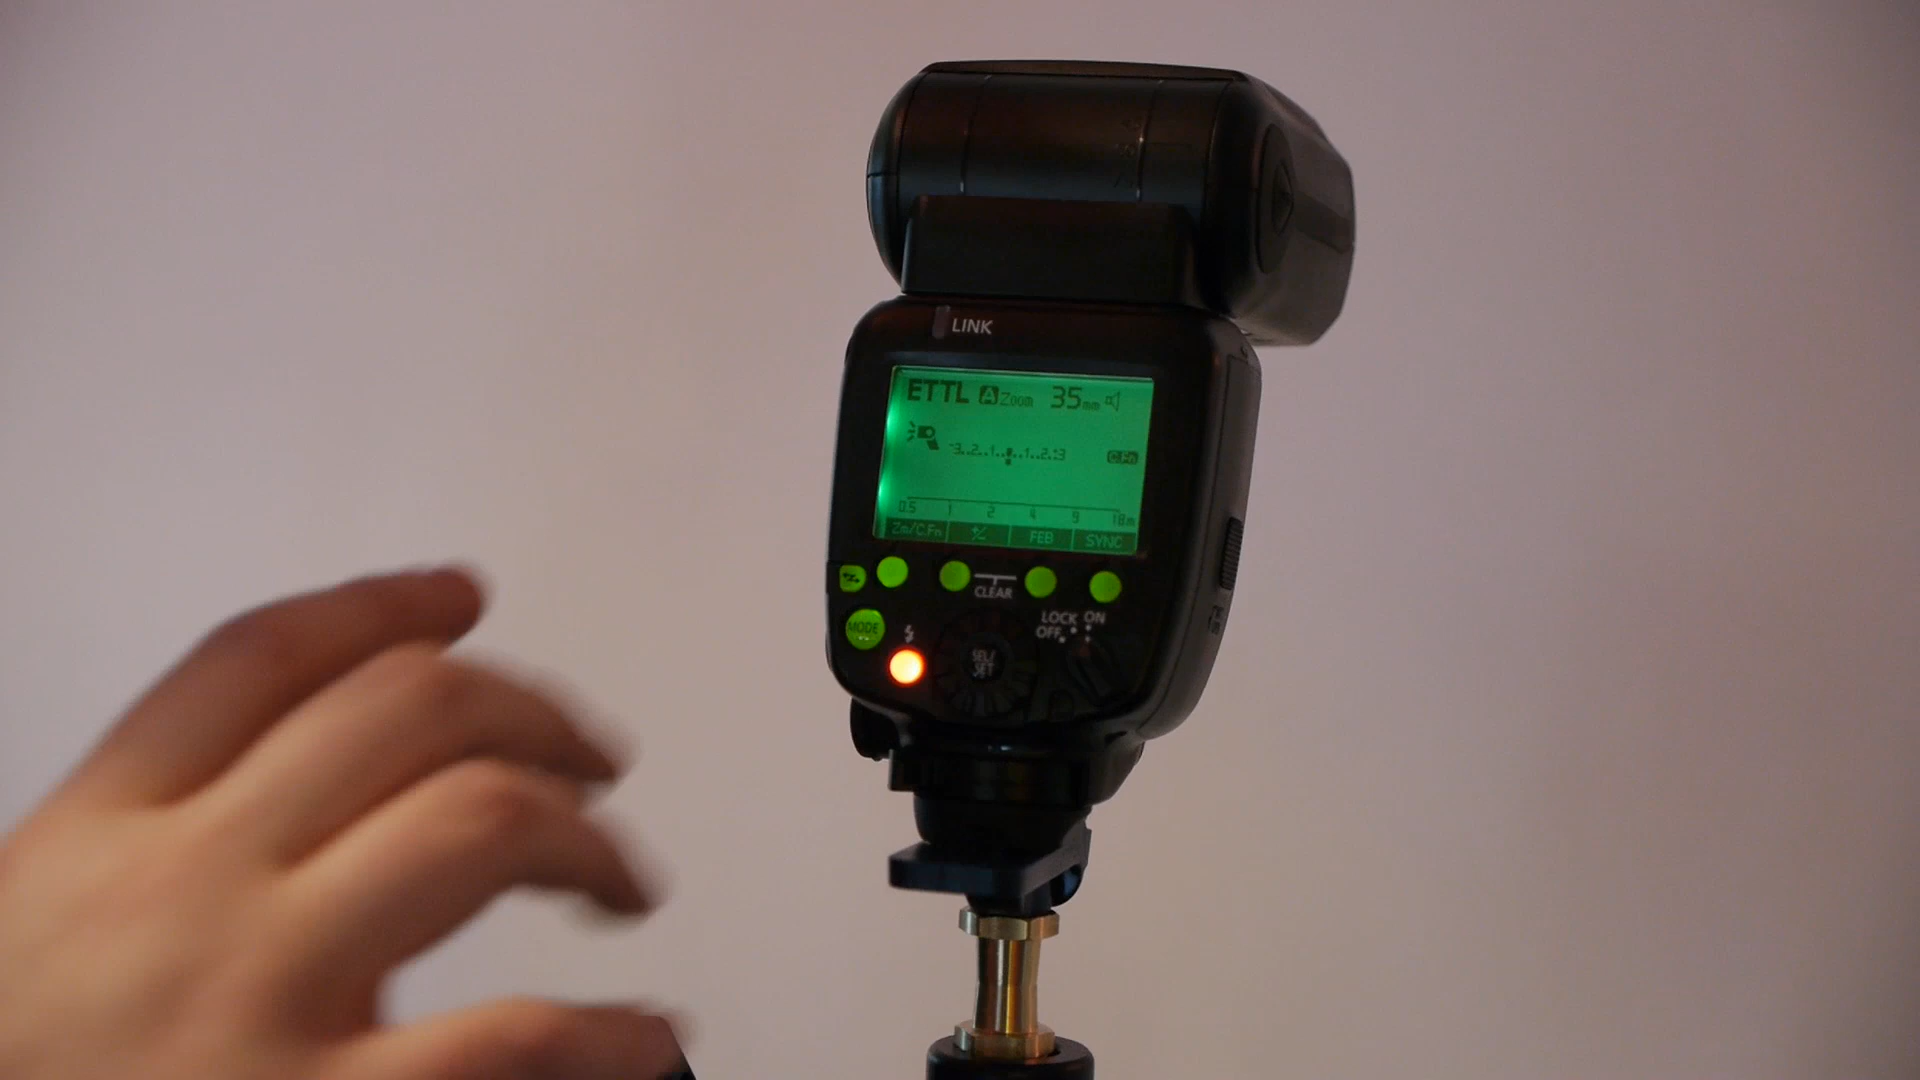 LINK
ETTL A Zoom 35mm
-3..2..1..0..1..2..:3
C.Fn
0.5 1 2 4 9 18m
Zm/C.Fn +/- FEB SYNC
CLEAR
LOCK ON
OFF
MODE
SEL/
SET